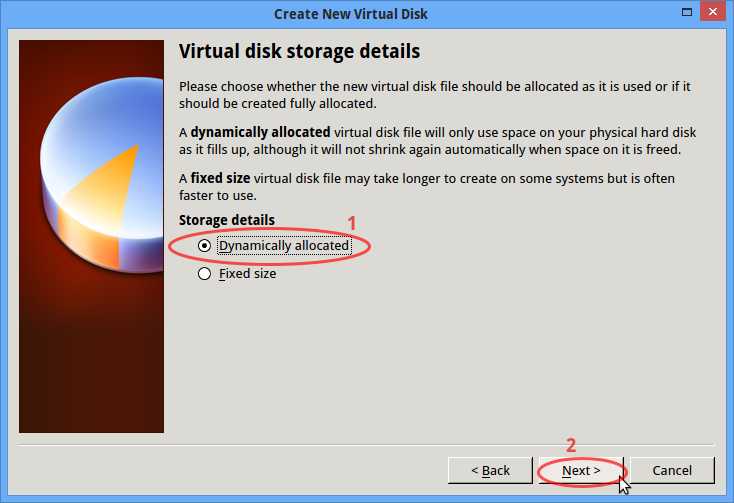 Create New Virtual Disk
Virtual disk storage details
Please choose whether the new virtual disk file should be allocated as it is used or if it
should be created fully allocated.
A dynamically allocated virtual disk file will only use space on your physical hard disk
as it fills up, although it will not shrink again automatically when space on it is freed.
A fixed size virtual disk file may take longer to create on some systems but is often
faster to use.
Storage details
1
Dynamically allocated
Fixed size
2
< Back
Next >
Cancel